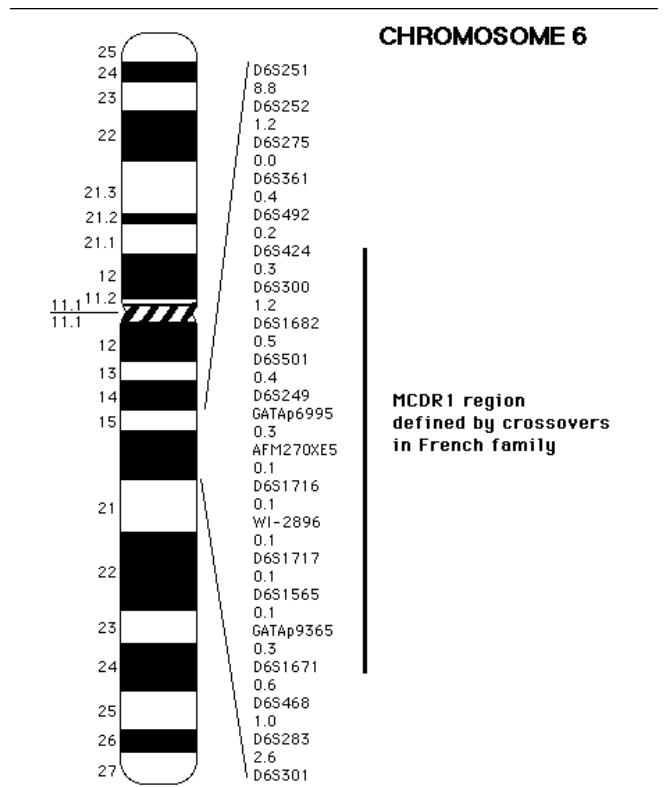 CHROMOSOME 6
25
24
23
22
21.3
21.2
21.1
12
11.2
11.1
11.1
12
13
14
15
21
22
23
24
25
26
27
D6S251
8.8
D6S252
1.2
D6S275
0.0
D6S361
0.4
D6S492
0.2
D6S424
0.3
D6S300
1.2
D6S1682
0.5
D6S501
0.4
D6S249
GATAp6995
0.3
AFM270XE5
0.1
D6S1716
0.1
WI-2896
0.1
D6S1717
0.1
D6S1565
0.1
GATAp9365
0.3
D6S1671
0.6
D6S468
1.0
D6S283
2.6
D6S301
MCDR1 region
defined by crossovers
in French family